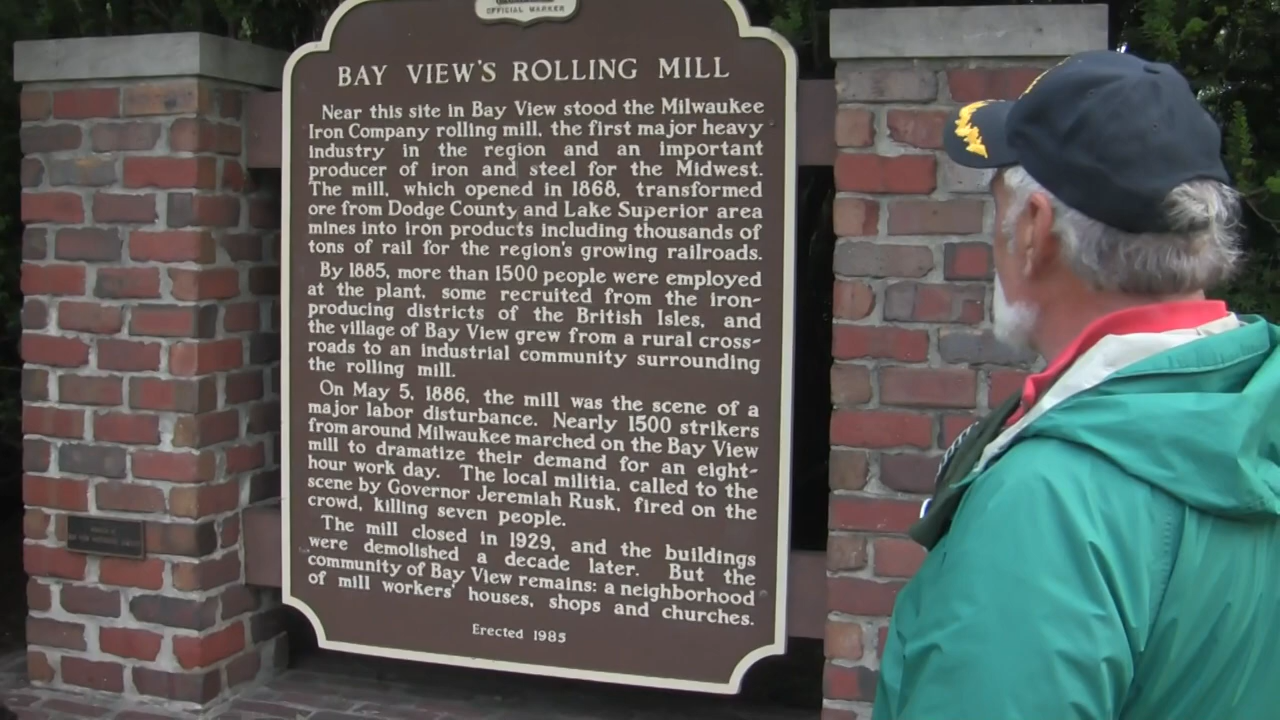 OFFICIAL MARKER
BAY VIEW'S ROLLING MILL
Near this site in Bay View stood the Milwaukee
Iron Company rolling mill, the first major heavy
industry in the region and an important
producer of iron and steel for the Midwest.
The mill, which opened in 1868, transformed
ore from Dodge County and Lake Superior area
mines into iron products including thousands of
tons of rail for the region's growing railroads.
By 1885, more than 1500 people were employed
at the plant, some recruited from the iron-
producing districts of the British Isles, and
the village of Bay View grew from a rural cross-
roads to an industrial community surrounding
the rolling mill.
On May 5, 1886, the mill was the scene of a
major labor disturbance. Nearly 1500 strikers
from around Milwaukee marched on the Bay View
mill to dramatize their demand for an eight-
hour work day. The local militia, called to the
scene by Governor Jeremiah Rusk, fired on the
crowd, killing seven people.
The mill closed in 1929, and the buildings
were demolished a decade later. But the
community of Bay View remains: a neighborhood
of mill workers' houses, shops and churches.
Erected 1985